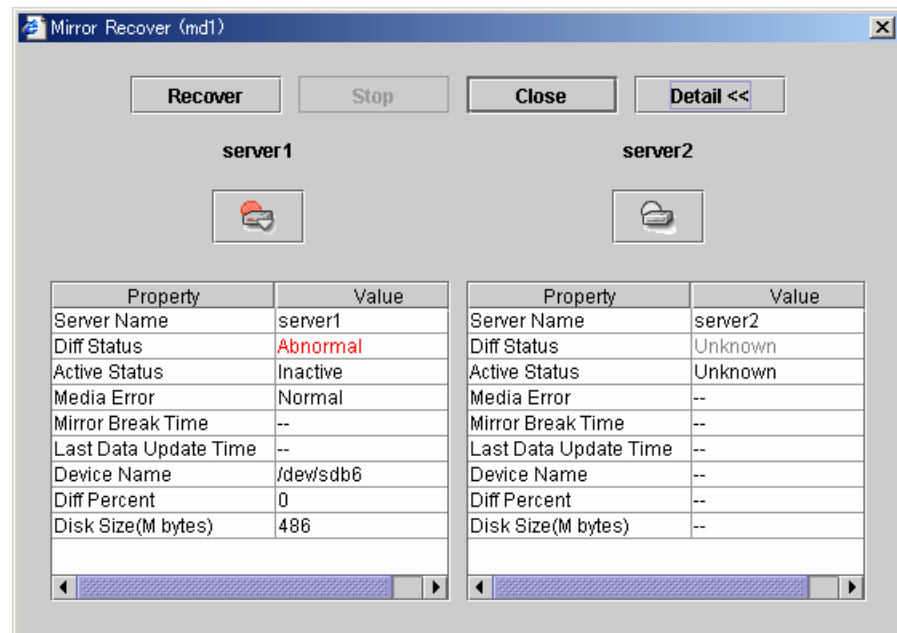 Mirror Recover (md1)
Recover Stop Close Detail <<
server1 server2
Property Value
Server Name server1
Diff Status Abnormal
Active Status Inactive
Media Error Normal
Mirror Break Time --
Last Data Update Time --
Device Name /dev/sdb6
Diff Percent 0
Disk Size(M bytes) 486
Property Value
Server Name server2
Diff Status Unknown
Active Status Unknown
Media Error --
Mirror Break Time --
Last Data Update Time --
Device Name --
Diff Percent --
Disk Size(M bytes) --